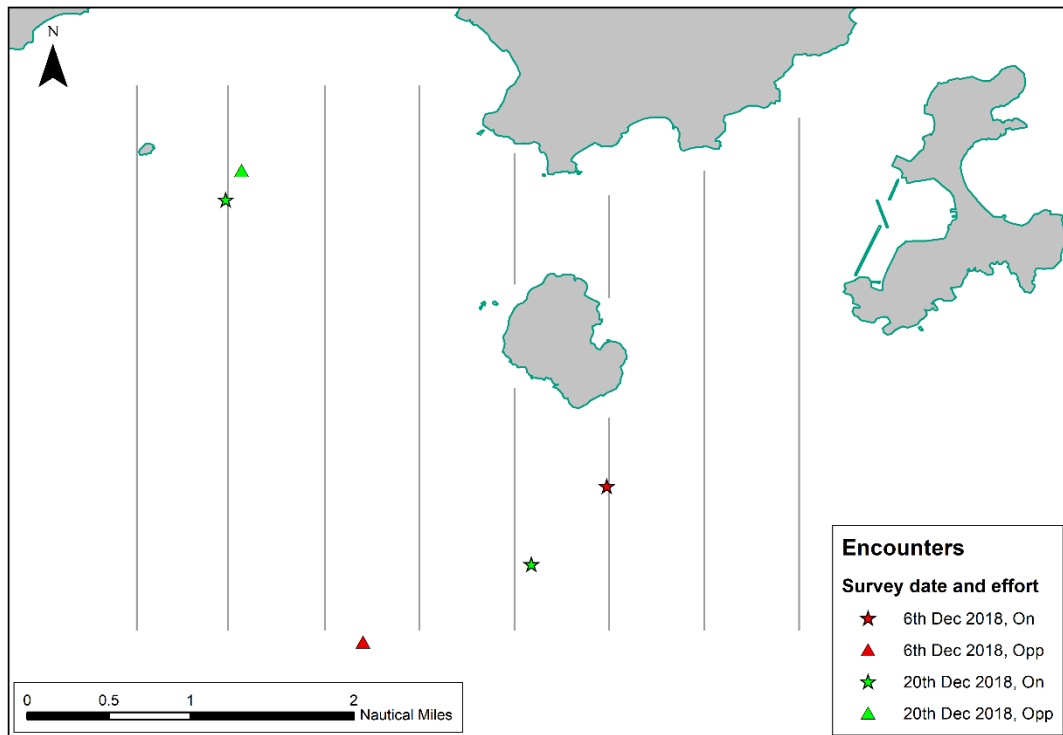 N
Encounters
Survey date and effort
6th Dec 2018, On
6th Dec 2018, Opp
20th Dec 2018, On
20th Dec 2018, Opp
0 0.5 1 2
Nautical Miles